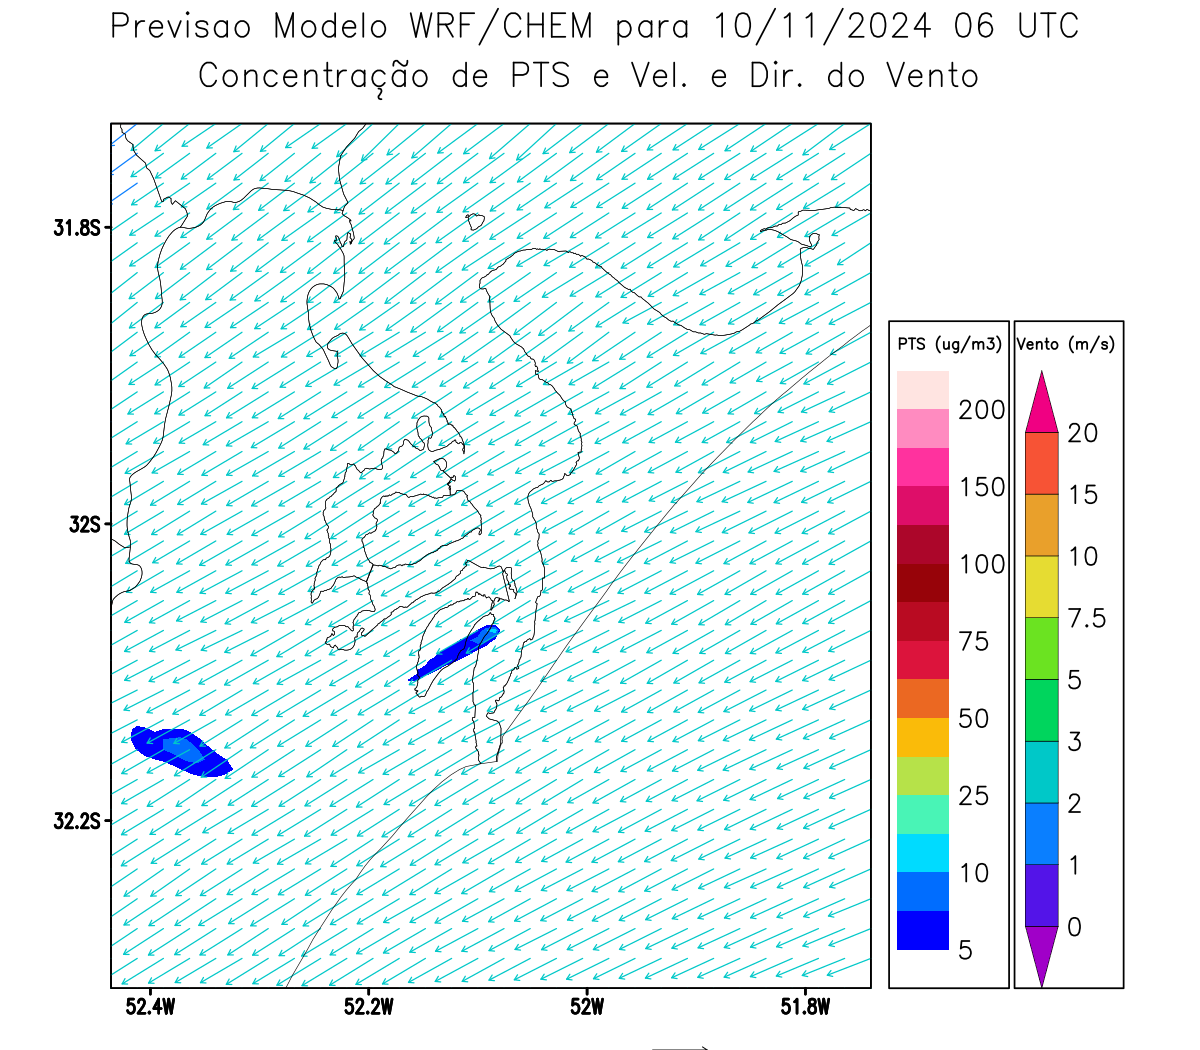 Previsao Modelo WRF/CHEM para 10/11/2024 06 UTC
Concentração de PTS e Vel. e Dir. do Vento
31.8S
32S
32.2S
52.4W 52.2W 52W 51.8W
PTS (ug/m3)
200
150
100
75
50
25
10
5
Vento (m/s)
20
15
10
7.5
5
3
2
1
0